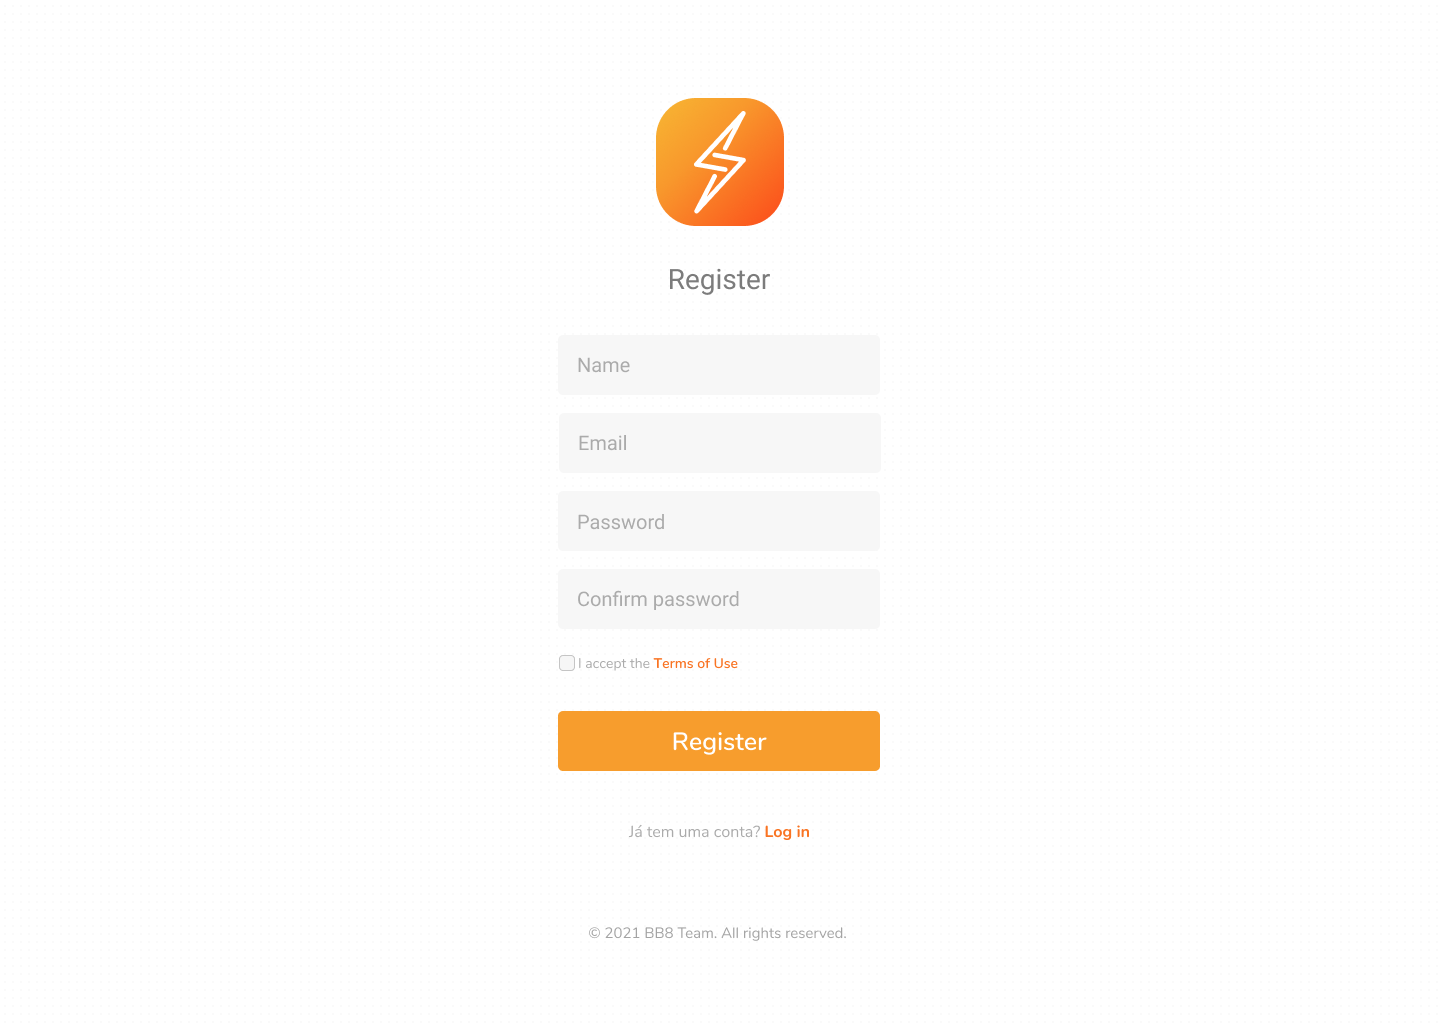 Register
Name
Email
Password
Confirm password
I accept the Terms of Use
Register
Já tem uma conta? Log in
© 2021 BB8 Team. All rights reserved.